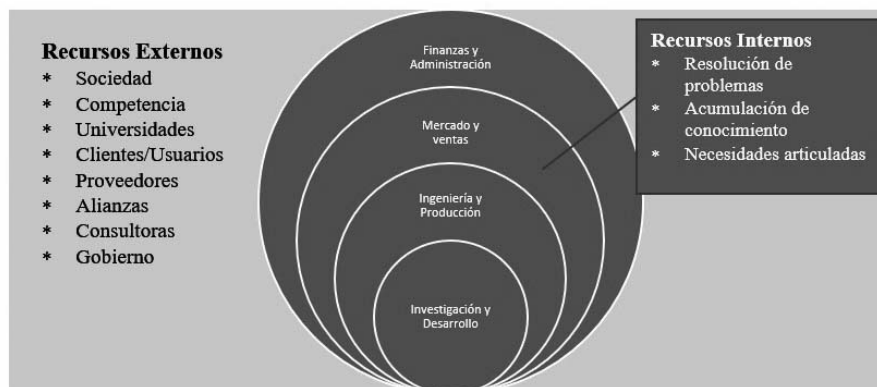 Recursos Externos
* Sociedad
* Competencia
* Universidades
* Clientes/Usuarios
* Proveedores
* Alianzas
* Consultoras
* Gobierno
Finanzas y
Administración
Mercado y
ventas
Ingeniería y
Producción
Investigación y
Desarrollo
Recursos Internos
* Resolución de
problemas
* Acumulación de
conocimiento
* Necesidades articuladas